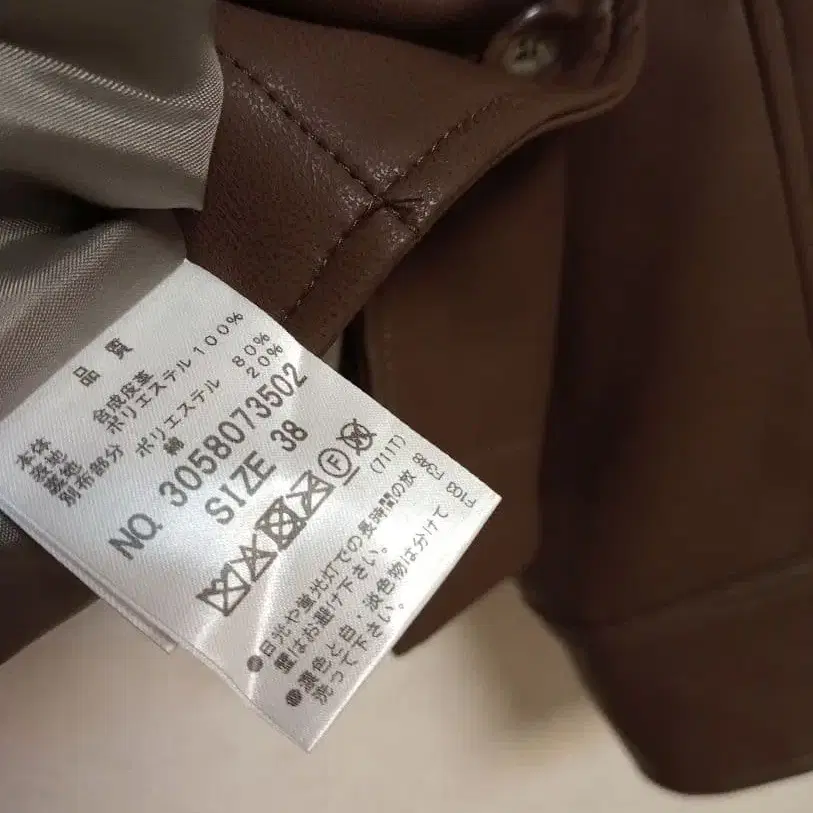 品質
本体 合成皮革
表地 ポリエステル100%
裏地 ポリエステル 80%
別布部分 綿 20%
NO. 3058073502
SIZE 38
(711T)
●日光や蛍光灯での長時間の放
置はお避け下さい。
●濃色と白・淡色物は分けて
洗って下さい。